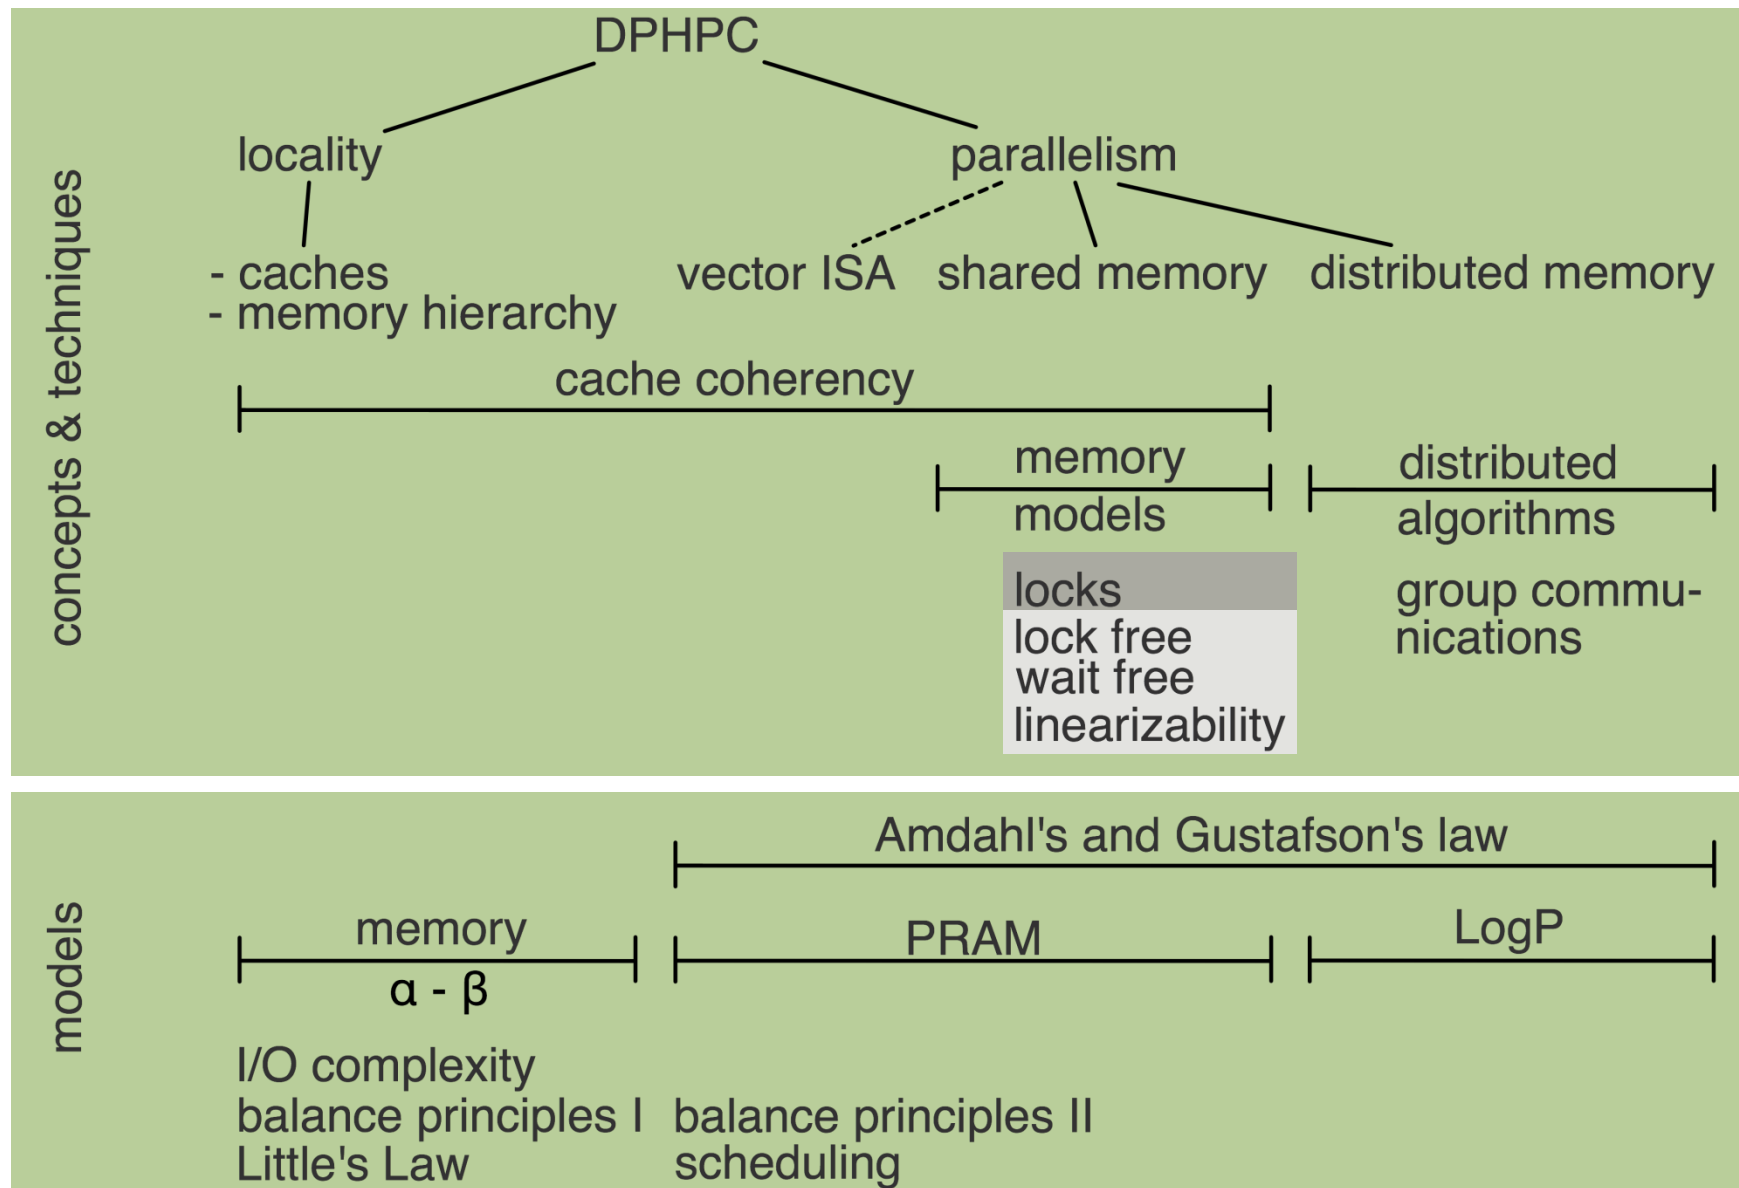 DPHPC
locality
parallelism
- caches
- memory hierarchy
vector ISA
shared memory
distributed memory
cache coherency
memory
models
distributed
algorithms
locks
lock free
wait free
linearizability
group commu-
nications
concepts & techniques
Amdahl's and Gustafson's law
memory
α - β
PRAM
LogP
I/O complexity
balance principles I
Little's Law
balance principles II
scheduling
models